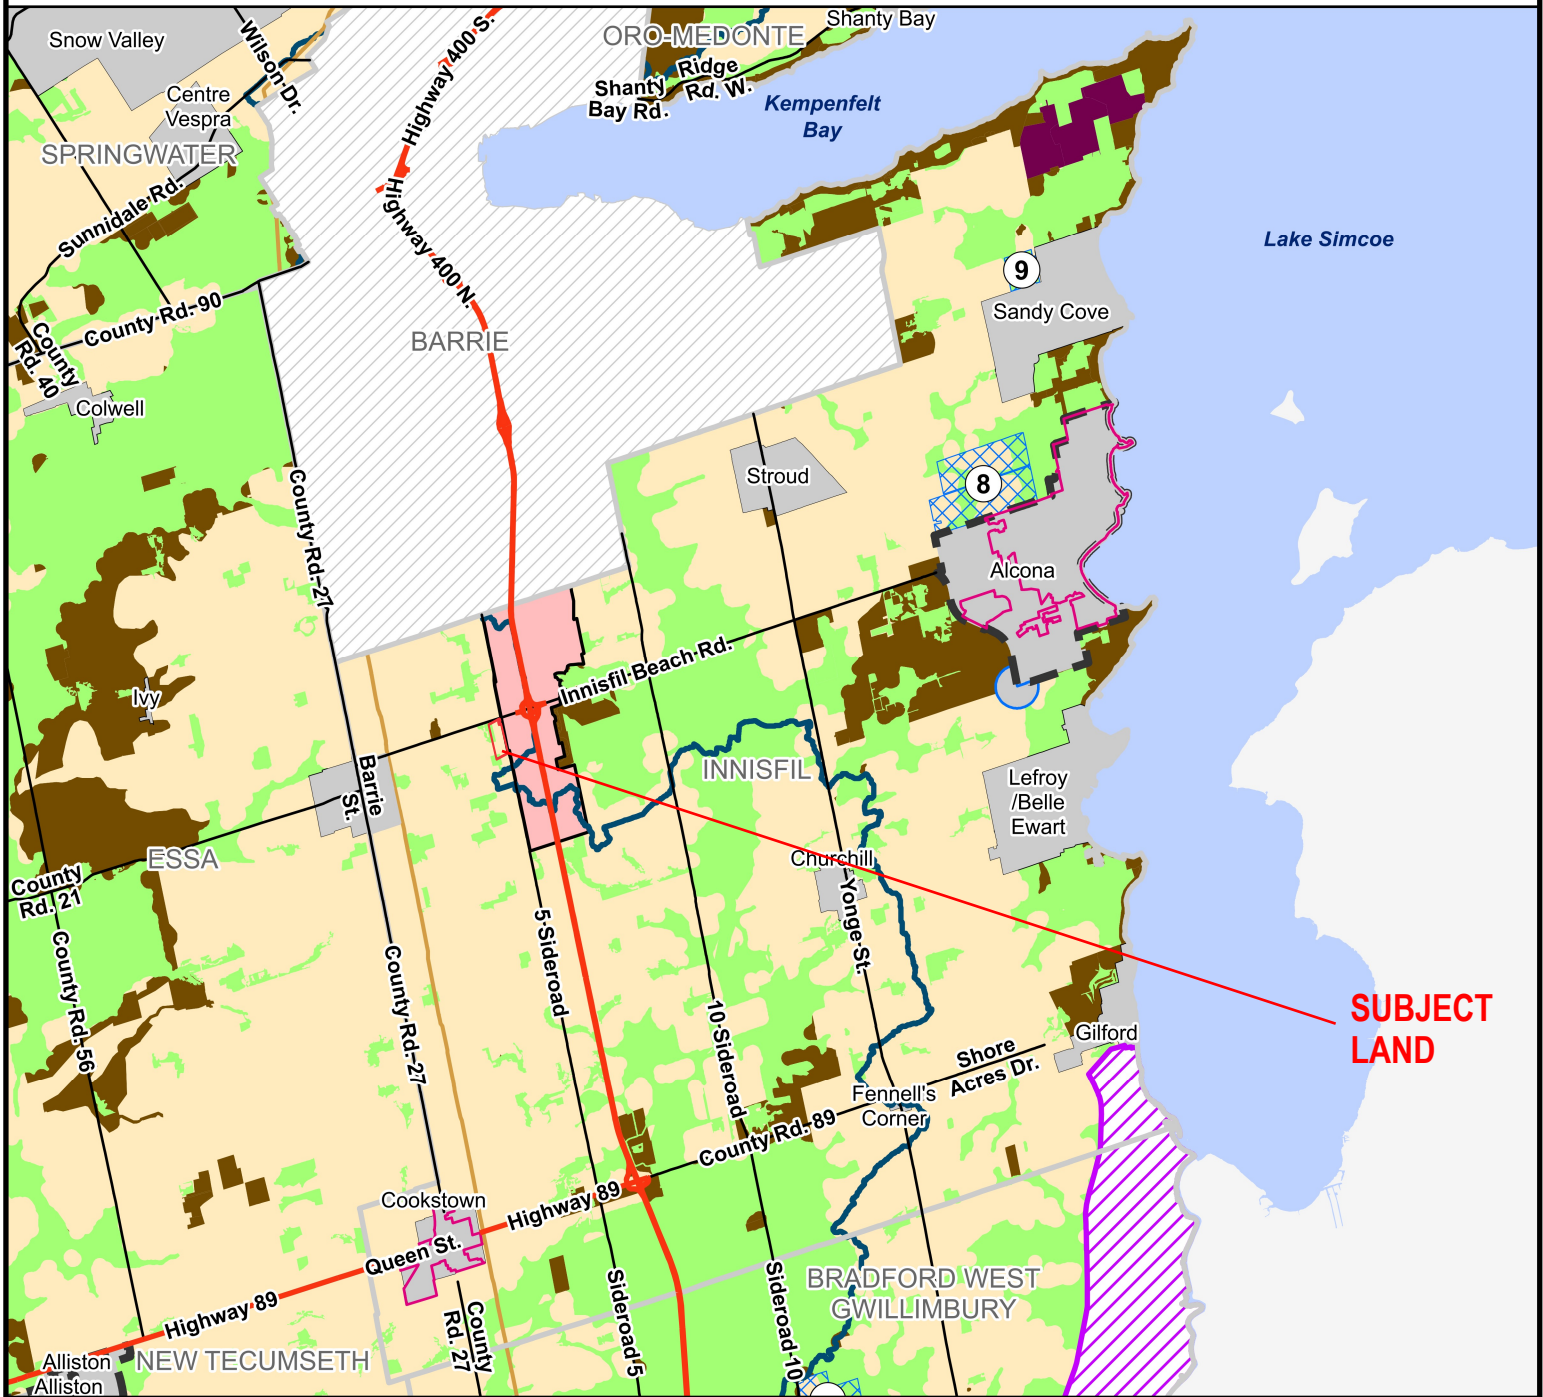 Snow Valley
Wilson Dr.
Highway 400 S.
ORO-MEDONTE
Shanty Bay
Ridge
Rd. W.
Shanty
Bay Rd.
Centre
Vespra
Kempenfelt
Bay
SPRINGWATER
Sunnidale Rd.
Highway 400 N.
Lake Simcoe
9
Sandy Cove
County Rd. 90
BARRIE
County
Rd. 40
Colwell
County Rd. 27
Stroud
8
Alcona
Innisfil Beach Rd.
Ivy
Barrie
St.
INNISFIL
Lefroy
/Belle
Ewart
ESSA
Churchill
County
Rd. 21
Yonge St.
County Rd. 56
County Rd. 27
5 Sideroad
10 Sideroad
SUBJECT
LAND
Gilford
Shore
Acres Dr.
Fennell's
Corner
County Rd. 89
Cookstown
Highway 89
Queen St.
BRADFORD WEST
GWILLIMBURY
Sideroad 5
Sideroad 10
Highway 89
County
Rd. 27
NEW TECUMSETH
Alliston
Alliston